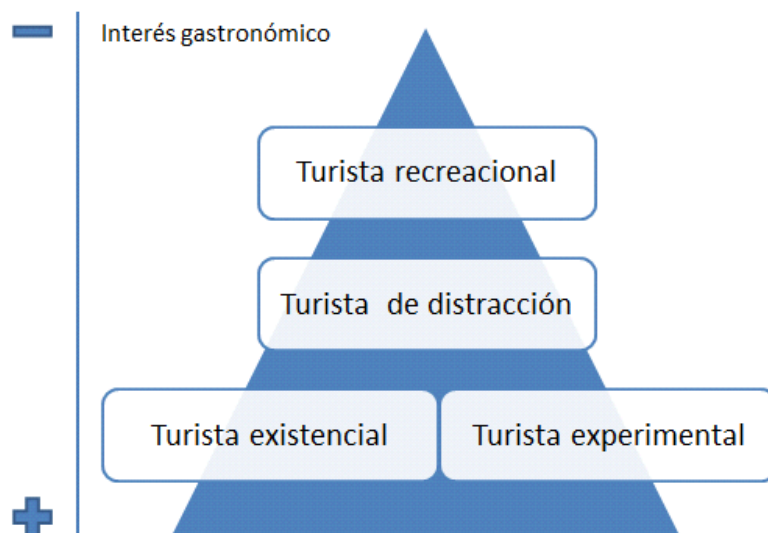 Interés gastronómico
Turista recreacional
Turista de distracción
Turista existencial
Turista experimental